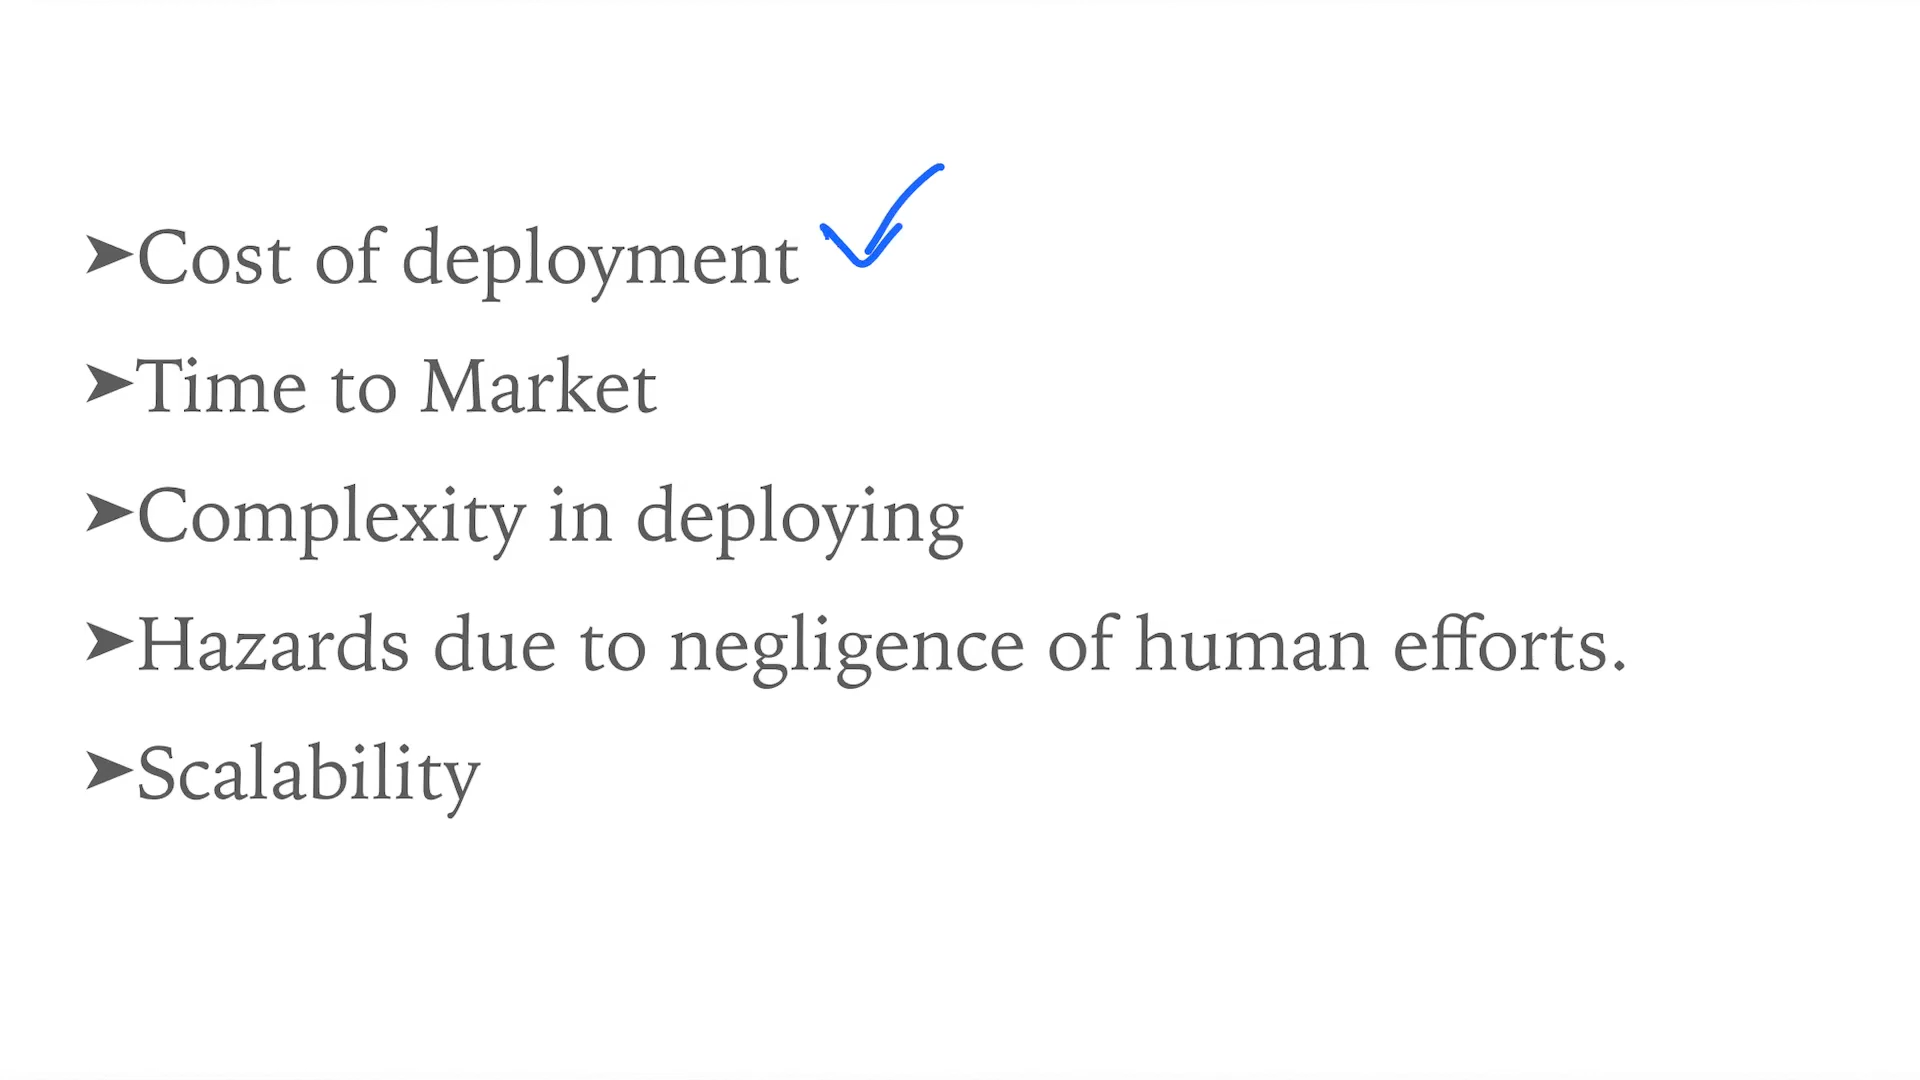 ➤Cost of deployment
➤Time to Market
➤Complexity in deploying
➤Hazards due to negligence of human efforts.
➤Scalability